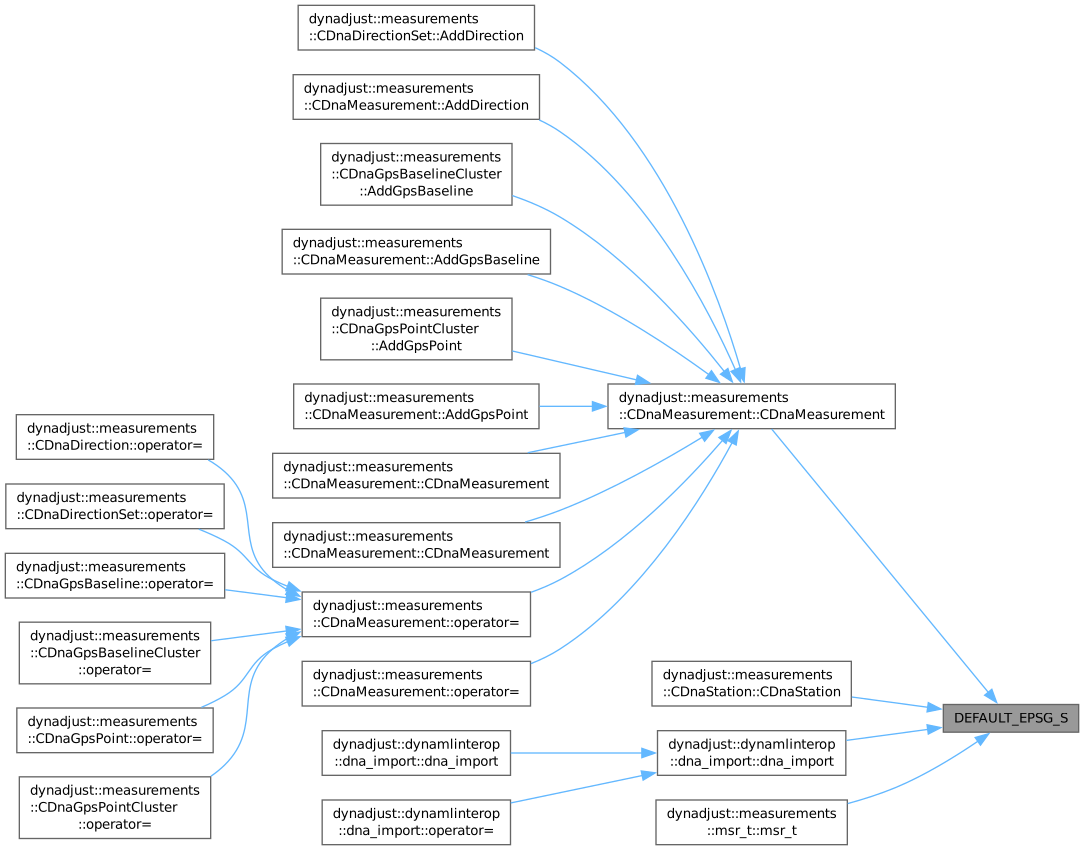 dynadjust::measurements
::CDnaDirectionSet::AddDirection
dynadjust::measurements
::CDnaMeasurement::AddDirection
dynadjust::measurements
::CDnaGpsBaselineCluster
::AddGpsBaseline
dynadjust::measurements
::CDnaMeasurement::AddGpsBaseline
dynadjust::measurements
::CDnaGpsPointCluster
::AddGpsPoint
dynadjust::measurements
::CDnaMeasurement::AddGpsPoint
dynadjust::measurements
::CDnaMeasurement::CDnaMeasurement
dynadjust::measurements
::CDnaMeasurement::CDnaMeasurement
dynadjust::measurements
::CDnaMeasurement::CDnaMeasurement
dynadjust::measurements
::CDnaDirection::operator=
dynadjust::measurements
::CDnaDirectionSet::operator=
dynadjust::measurements
::CDnaGpsBaseline::operator=
dynadjust::measurements
::CDnaGpsBaselineCluster
::operator=
dynadjust::measurements
::CDnaGpsPoint::operator=
dynadjust::measurements
::CDnaGpsPointCluster
::operator=
dynadjust::measurements
::CDnaMeasurement::operator=
dynadjust::measurements
::CDnaMeasurement::operator=
dynadjust::measurements
::CDnaStation::CDnaStation
DEFAULT_EPSG_S
dynadjust::dynamlinterop
::dna_import::dna_import
dynadjust::dynamlinterop
::dna_import::dna_import
dynadjust::dynamlinterop
::dna_import::operator=
dynadjust::measurements
::msr_t::msr_t